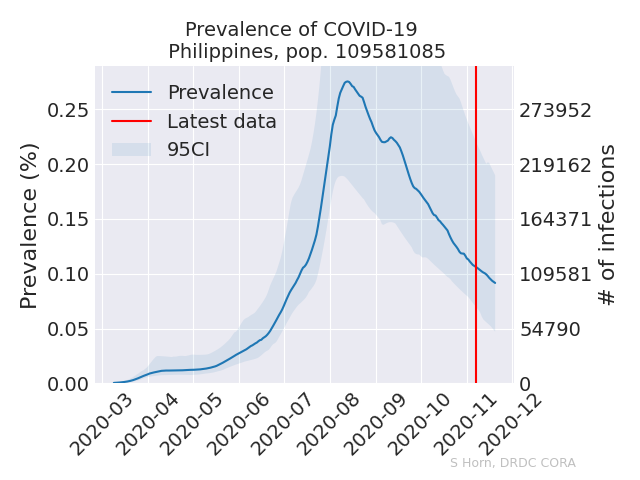 Prevalence of COVID-19
Philippines, pop. 109581085
Prevalence
Latest data
95CI
Prevalence (%)
0.25
0.20
0.15
0.10
0.05
0.00
273952
219162
164371
109581
54790
0
# of infections
2020-03
2020-04
2020-05
2020-06
2020-07
2020-08
2020-09
2020-10
2020-11
2020-12
S Horn, DRDC CORA